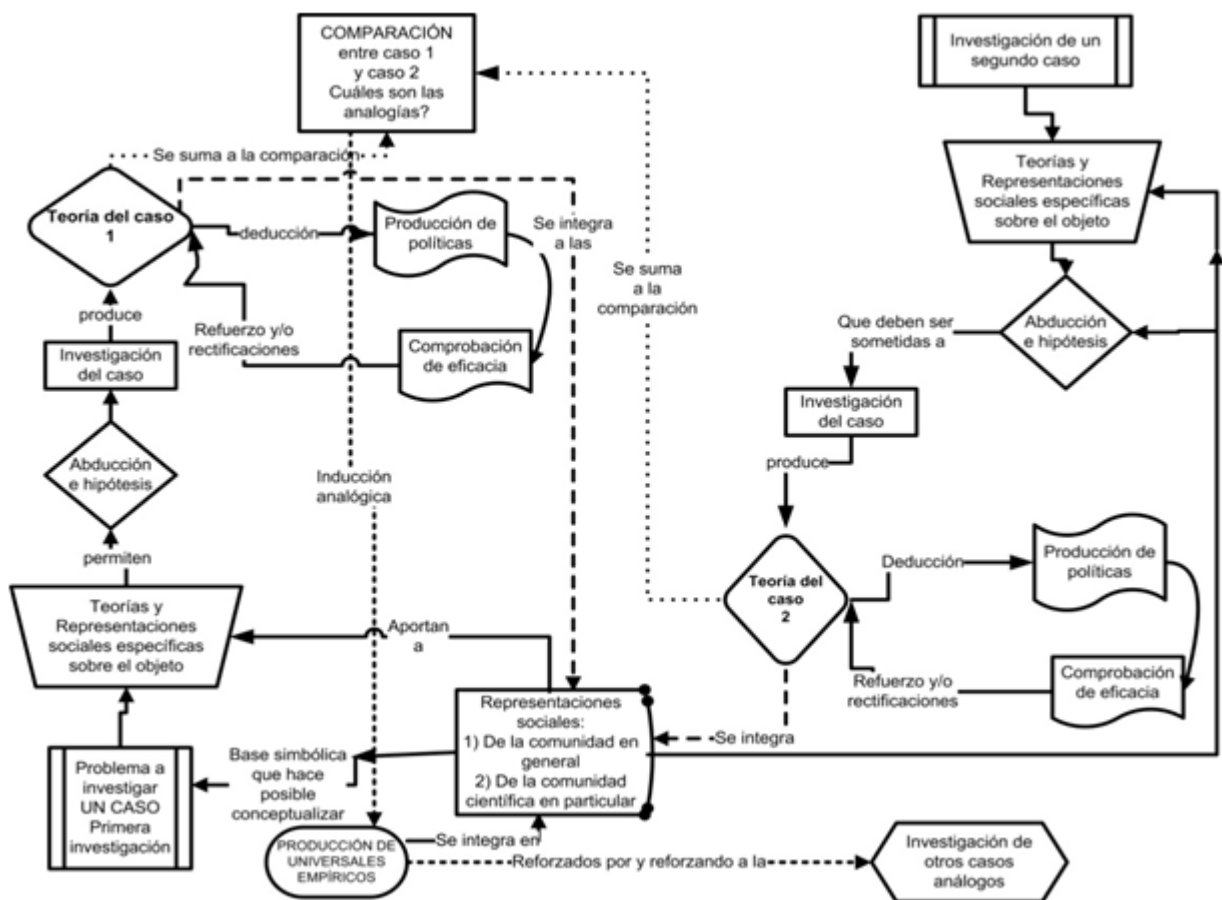 COMPARACIÓN
entre caso 1
y caso 2
Cuáles son las
analogías?
Investigación de un
segundo caso
Se suma a la comparación
Teorías y
Representaciones
sociales específicas
sobre el objeto
Teoría del caso
1
deducción
Producción de
políticas
Se integra
a las
Se suma
a la
comparación
produce
Refuerzo y/o
rectificaciones
Comprobación
de eficacia
Que deben ser
sometidas a
Abducción
e hipótesis
Investigación
del caso
Investigación
del caso
Abducción
e hipótesis
Inducción
analógica
produce
permiten
Teoría del
caso
2
Deducción
Producción de
políticas
Teorías y
Representaciones
sociales específicas
sobre el objeto
Aportan
a
Refuerzo y/o
rectificaciones
Comprobación
de eficacia
Representaciones
sociales:
1) De la comunidad en
general
2) De la comunidad
científica en particular
Se integra
Problema a
investigar
UN CASO
Primera
investigación
Base simbólica
que hace
posible
conceptualizar
PRODUCCIÓN DE
UNIVERSALES
EMPÍRICOS
Se integra en
Reforzados por y reforzando a la
Investigación de
otros casos
análogos